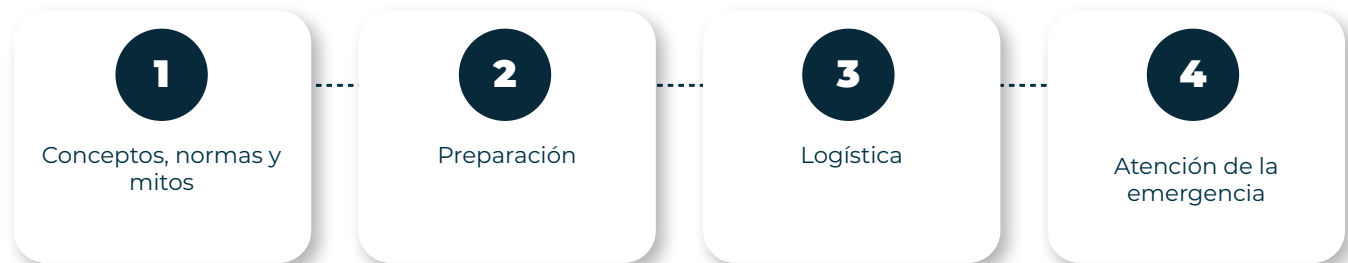 1
Conceptos, normas y
mitos
2
Preparación
3
Logística
4
Atención de la
emergencia